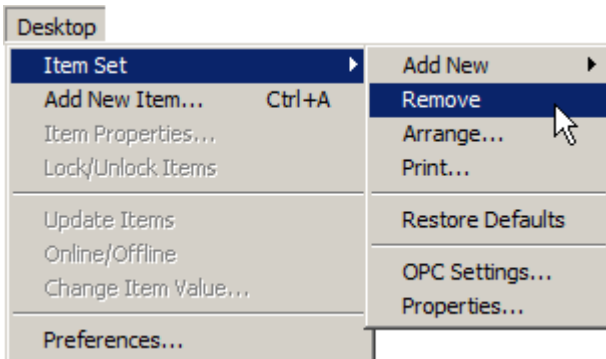 Desktop
Item Set
Add New Item... Ctrl+A
Item Properties...
Lock/Unlock Items
Update Items
Online/Offline
Change Item Value...
Preferences...
Add New
Remove
Arrange...
Print...
Restore Defaults
OPC Settings...
Properties...